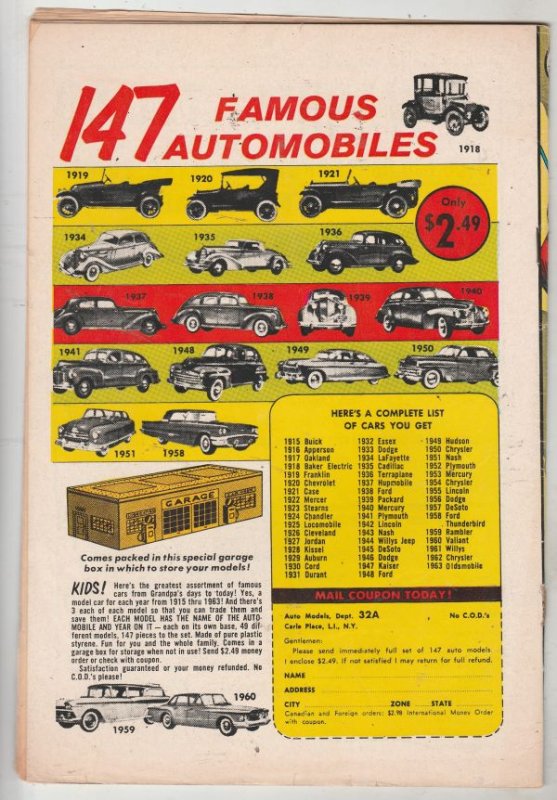 147 FAMOUS
AUTOMOBILES
1918
1919
1920
1921
Only
$2.49
1934
1935
1936
1937
1938
1939
1940
1941
1948
1949
1950
1951
1958
GARAGE
Comes packed in this special garage
box in which to store your models!
HERE'S A COMPLETE LIST
OF CARS YOU GET
1915 Buick
1916 Apperson
1917 Oakland
1918 Baker Electric
1919 Franklin
1920 Chevrolet
1921 Case
1922 Mercer
1923 Stearns
1924 Chandler
1925 Locomobile
1926 Cleveland
1927 Jordan
1928 Kissel
1929 Auburn
1930 Cord
1931 Durant
1932 Essex
1933 Dodge
1934 LaFayette
1935 Cadillac
1936 Terraplane
1937 Hupmobile
1938 Ford
1939 Packard
1940 Mercury
1941 Plymouth
1942 Lincoln
1943 Nash
1944 Willys Jeep
1945 DeSoto
1946 Dodge
1947 Kaiser
1948 Ford
1949 Hudson
1950 Chrysler
1951 Nash
1952 Plymouth
1953 Mercury
1954 Chrysler
1955 Lincoln
1956 Dodge
1957 DeSoto
1958 Ford
Thunderbird
1959 Rambler
1960 Valiant
1961 Willys
1962 Chrysler
1963 Oldsmobile
KIDS! Here's the greatest assortment of famous
cars from Grandpa's days to today! Yes, a
model car for each year from 1915 thru 1963! And there's
3 each of each model so that you can trade them and
save them! EACH MODEL HAS THE NAME OF THE AUTO-
MOBILE AND YEAR ON IT — each on its own base, 49 dif-
ferent models, 147 pieces to the set. Made of pure plastic
styrene. Fun for you and the whole family. Comes in a
garage box for storage when not in use! Send $2.49 money
order or check with coupon.
Satisfaction guaranteed or your money refunded. No
C.O.D.'s please!
1959
1960
MAIL COUPON TODAY!
Auto Models, Dept. 32A No C.O.D.'s
Carle Place, L.I., N.Y.
Gentlemen:
Please send immediately full set of 147 auto models.
I enclose $2.49. If not satisfied I may return for full refund.
NAME
ADDRESS
CITY ZONE STATE
Canadian and Foreign orders: $2.98 International Money Order
with coupon.